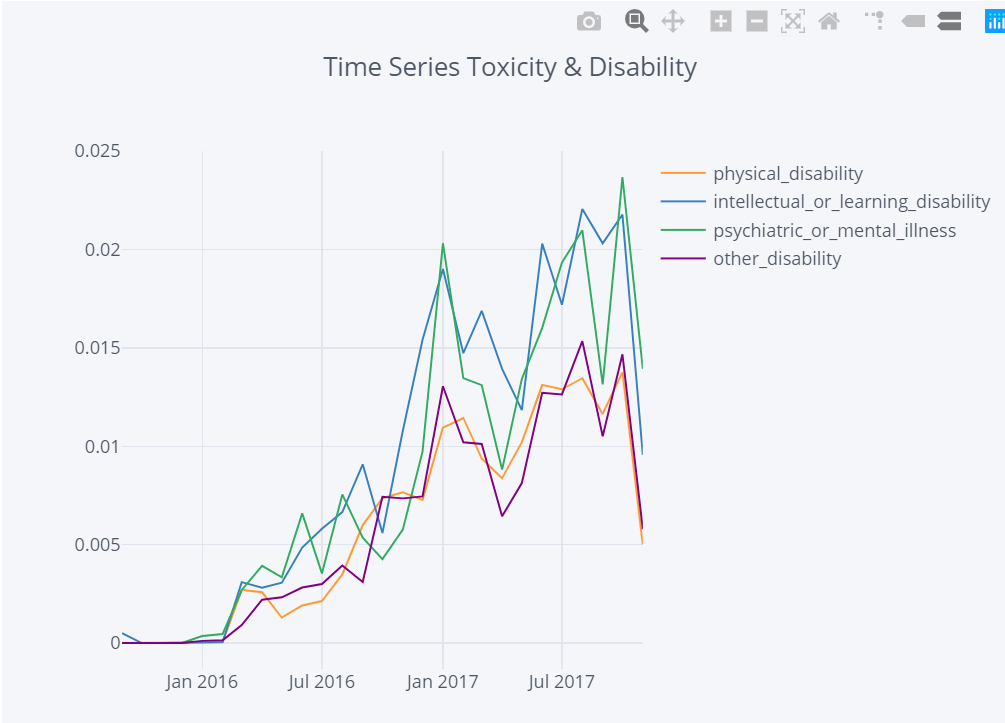 Time Series Toxicity & Disability
0.025
0.02
0.015
0.01
0.005
0
Jan 2016
Jul 2016
Jan 2017
Jul 2017
physical_disability
intellectual_or_learning_disability
psychiatric_or_mental_illness
other_disability